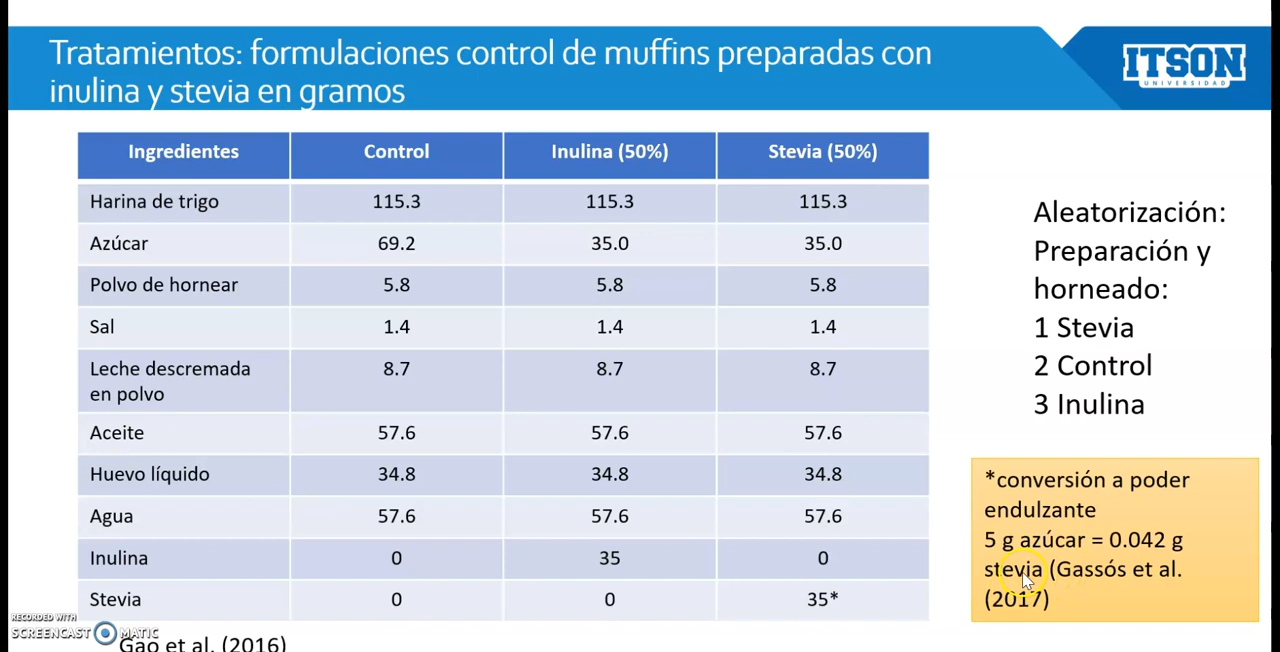 Tratamientos: formulaciones control de muffins preparadas con
inulina y stevia en gramos
ITSON
UNIVERSIDAD
Ingredientes Control Inulina (50%) Stevia (50%)
Harina de trigo 115.3 115.3 115.3
Azúcar 69.2 35.0 35.0
Polvo de hornear 5.8 5.8 5.8
Sal 1.4 1.4 1.4
Leche descremada 8.7 8.7 8.7
en polvo
Aceite 57.6 57.6 57.6
Huevo líquido 34.8 34.8 34.8
Agua 57.6 57.6 57.6
Inulina 0 35 0
Stevia 0 0 35*
Aleatorización:
Preparación y
horneado:
1 Stevia
2 Control
3 Inulina
*conversión a poder
endulzante
5 g azúcar = 0.042 g
stevia (Gassós et al.
(2017)
RECORDED WITH
SCREENCAST MATIC
Gao et al. (2016)